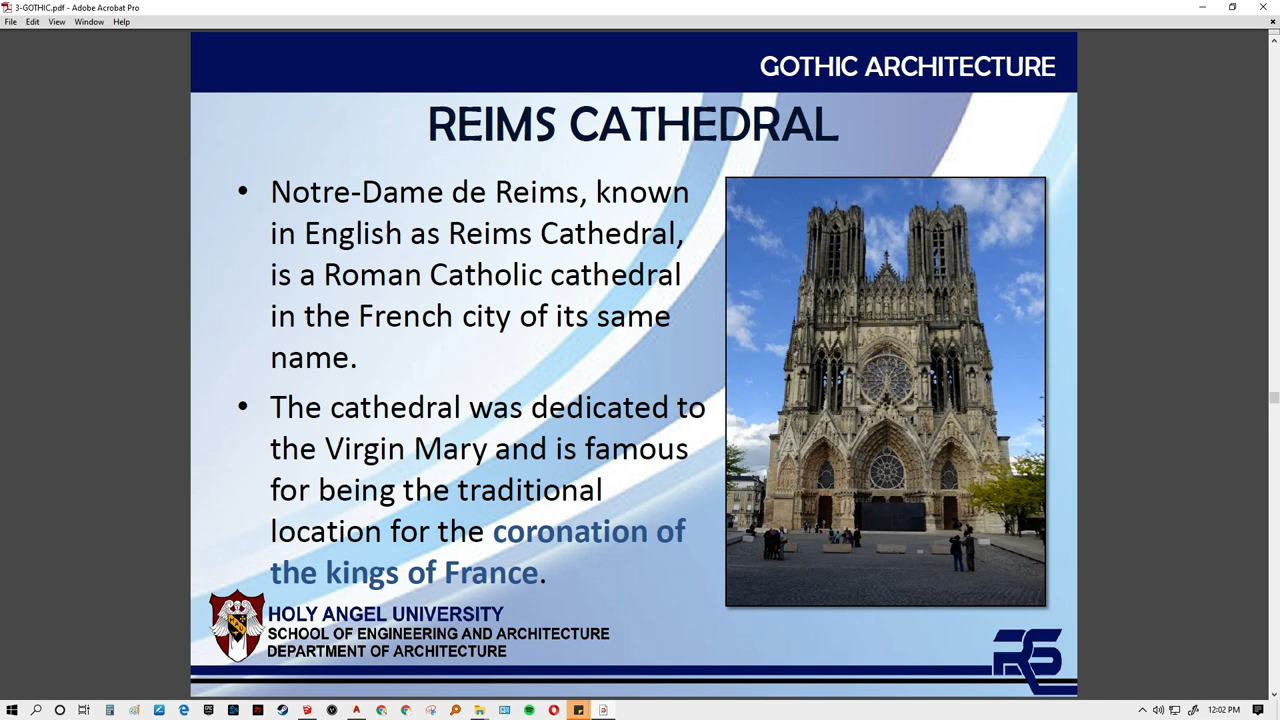 3-GOTHIC.pdf - Adobe Acrobat Pro
File Edit View Window Help
GOTHIC ARCHITECTURE
REIMS CATHEDRAL
• Notre-Dame de Reims, known
in English as Reims Cathedral,
is a Roman Catholic cathedral
in the French city of its same
name.
• The cathedral was dedicated to
the Virgin Mary and is famous
for being the traditional
location for the coronation of
the kings of France.
HOLY ANGEL UNIVERSITY
SCHOOL OF ENGINEERING AND ARCHITECTURE
DEPARTMENT OF ARCHITECTURE
RS
12:02 PM